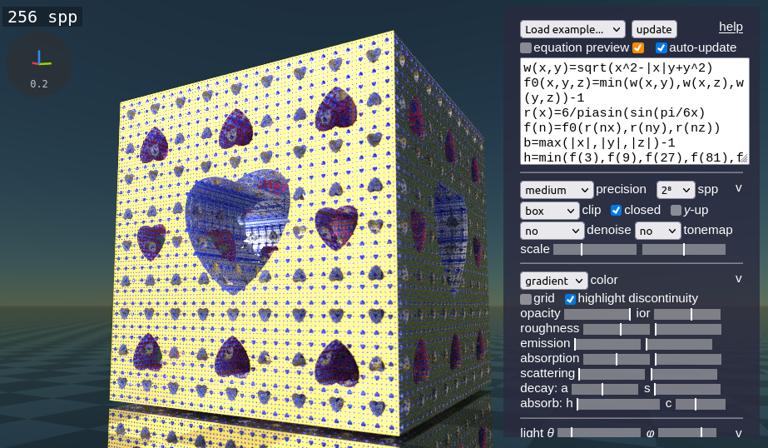 256 spp
0.2
Load example... update help
equation preview auto-update
w(x,y)=sqrt(x^2-|x|y+y^2)
f0(x,y,z)=min(w(x,y),w(x,z),w
(y,z))-1
r(x)=6/piasin(sin(pi/6x)
f(n)=f0(r(nx),r(ny),r(nz))
b=max(|x|,|y|,|z|)-1
h=min(f(3),f(9),f(27),f(81),f
medium precision 2⁸ spp v
box clip closed y-up
no denoise no tonemap
scale
gradient color v
grid highlight discontinuity
opacity ior
roughness
emission
absorption
scattering
decay: a s
absorb: h c
light θ φ v